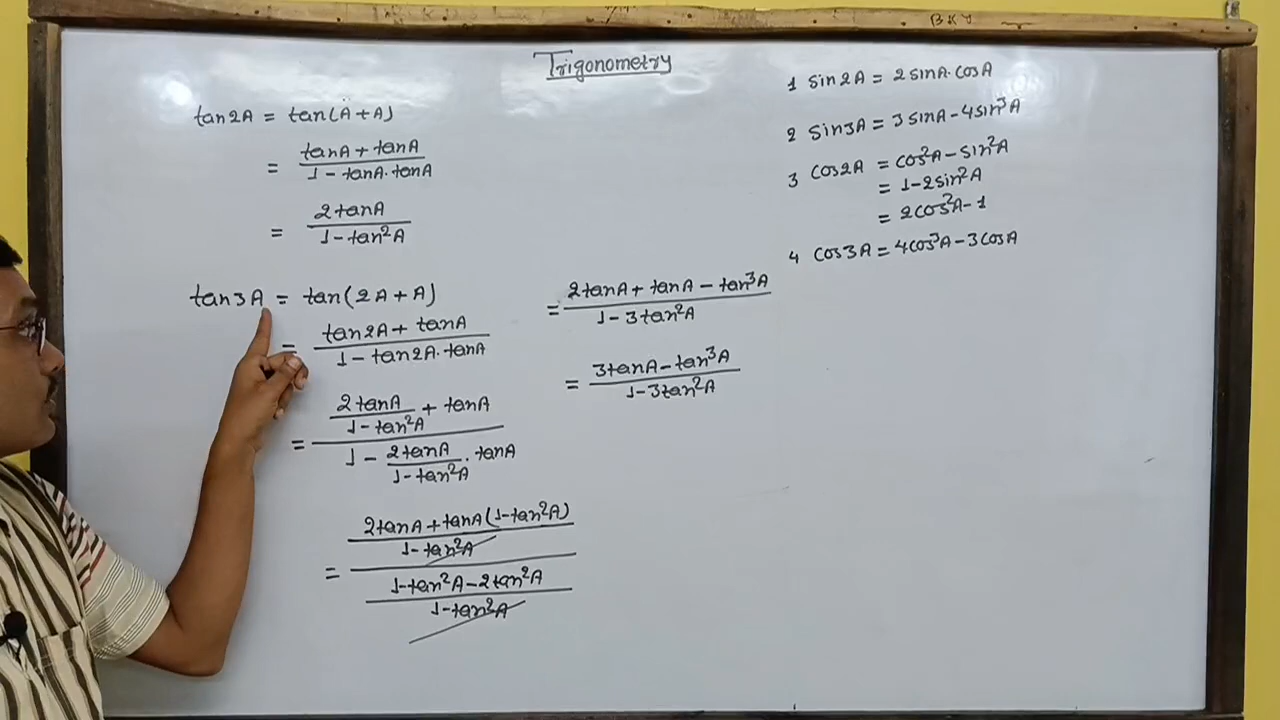 BKY
Trigonometry
tan2A = tan(A+A)
= (tanA + tanA)/(1 - tanA·tanA)
= (2tanA)/(1 - tan²A)
tan3A = tan(2A + A)
= (tan2A + tanA)/(1 - tan2A·tanA)
= ((2tanA)/(1 - tan²A) + tanA)/(1 - (2tanA)/(1 - tan²A)·tanA)
= ((2tanA + tanA(1 - tan²A))/(1 - tan²A))/((1 - tan²A - 2tan²A)/(1 - tan²A))
= (2tanA + tanA - tan³A)/(1 - 3tan²A)
= (3tanA - tan³A)/(1 - 3tan²A)
1 sin2A = 2sinA·cosA
2 sin3A = 3sinA - 4sin³A
3 cos2A = cos²A - sin²A
= 1 - 2sin²A
= 2cos²A - 1
4 cos3A = 4cos³A - 3cosA